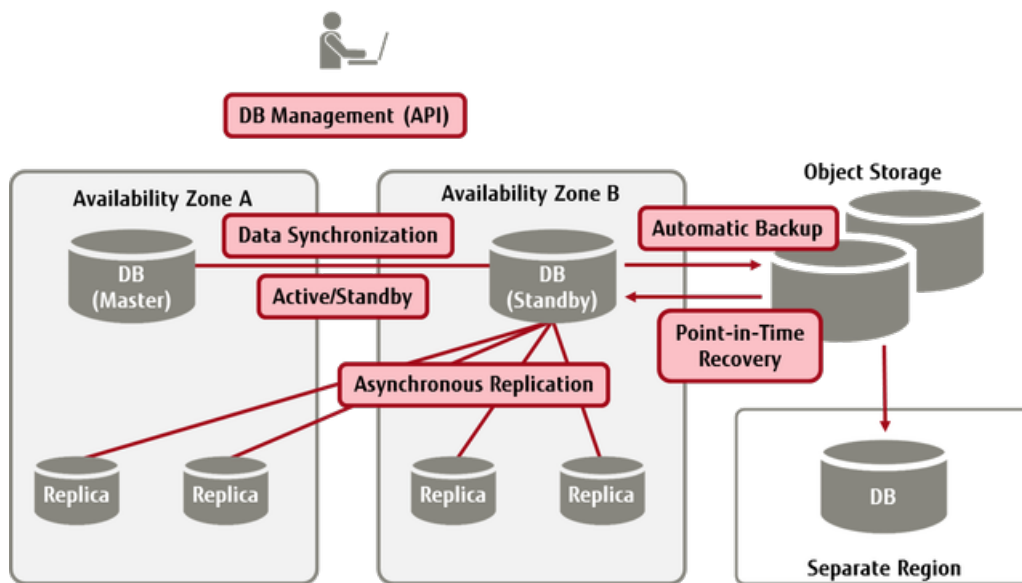 DB Management (API)
Availability Zone A
Availability Zone B
Object Storage
Data Synchronization
Automatic Backup
DB
(Master)
Active/Standby
DB
(Standby)
Point-in-Time
Recovery
Asynchronous Replication
Replica
Replica
Replica
Replica
DB
Separate Region